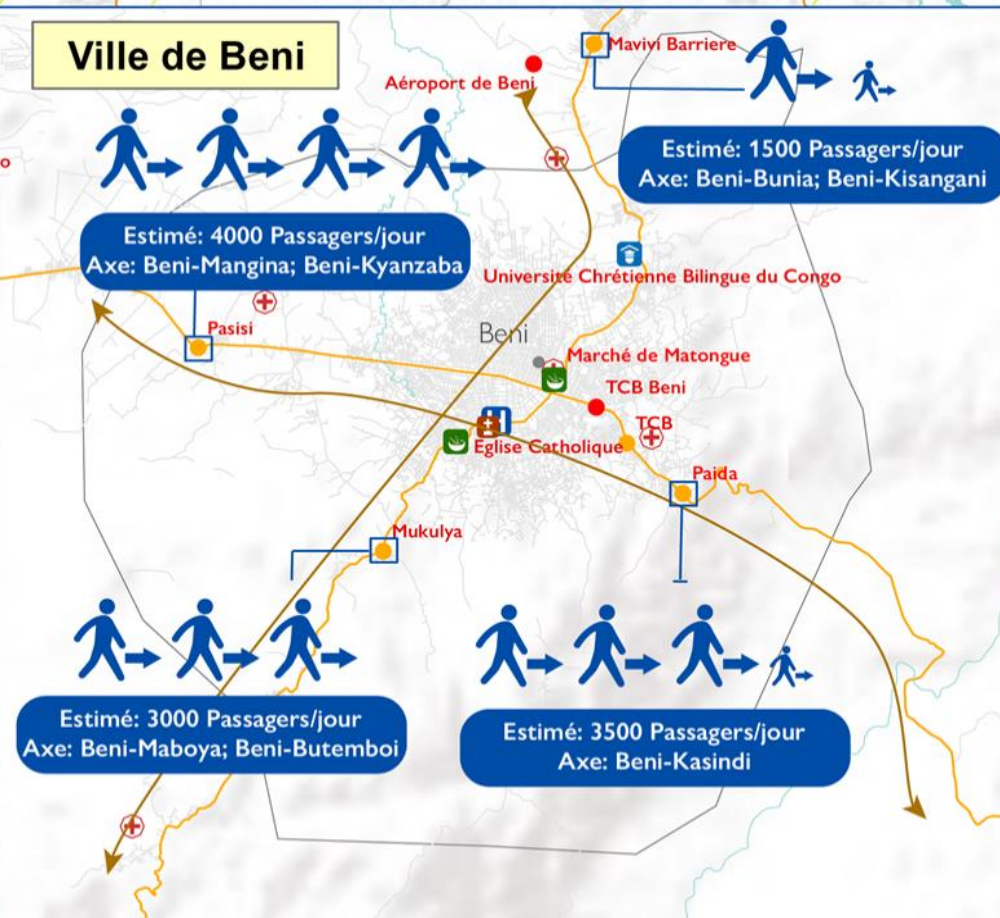 Ville de Beni
Mavivi Barriere
Aéroport de Beni
Estimé: 1500 Passagers/jour
Axe: Beni-Bunia; Beni-Kisangani
Estimé: 4000 Passagers/jour
Axe: Beni-Mangina; Beni-Kyanzaba
Université Chrétienne Bilingue du Congo
Pasisi
Beni
Marché de Matongue
TCB Beni
TCB
Eglise Catholique
Paida
Mukulya
Estimé: 3000 Passagers/jour
Axe: Beni-Maboya; Beni-Butemboi
Estimé: 3500 Passagers/jour
Axe: Beni-Kasindi